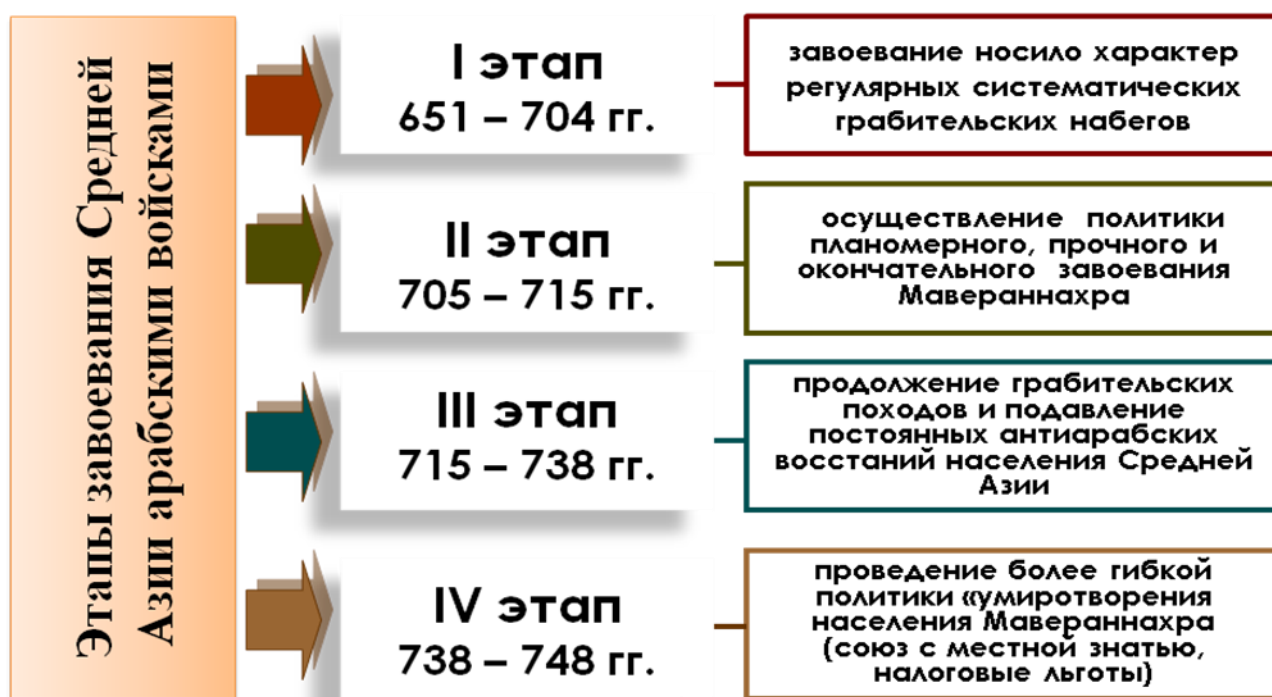 Этапы завоевания Средней
Азии арабскими войсками
I этап
651 – 704 гг.
завоевание носило характер
регулярных систематических
грабительских набегов
II этап
705 – 715 гг.
осуществление политики
планомерного, прочного и
окончательного завоевания
Мавераннахра
III этап
715 – 738 гг.
продолжение грабительских
походов и подавление
постоянных антиарабских
восстаний населения Средней
Азии
IV этап
738 – 748 гг.
проведение более гибкой
политики «умиротворения
населения Мавераннахра
(союз с местной знатью,
налоговые льготы)